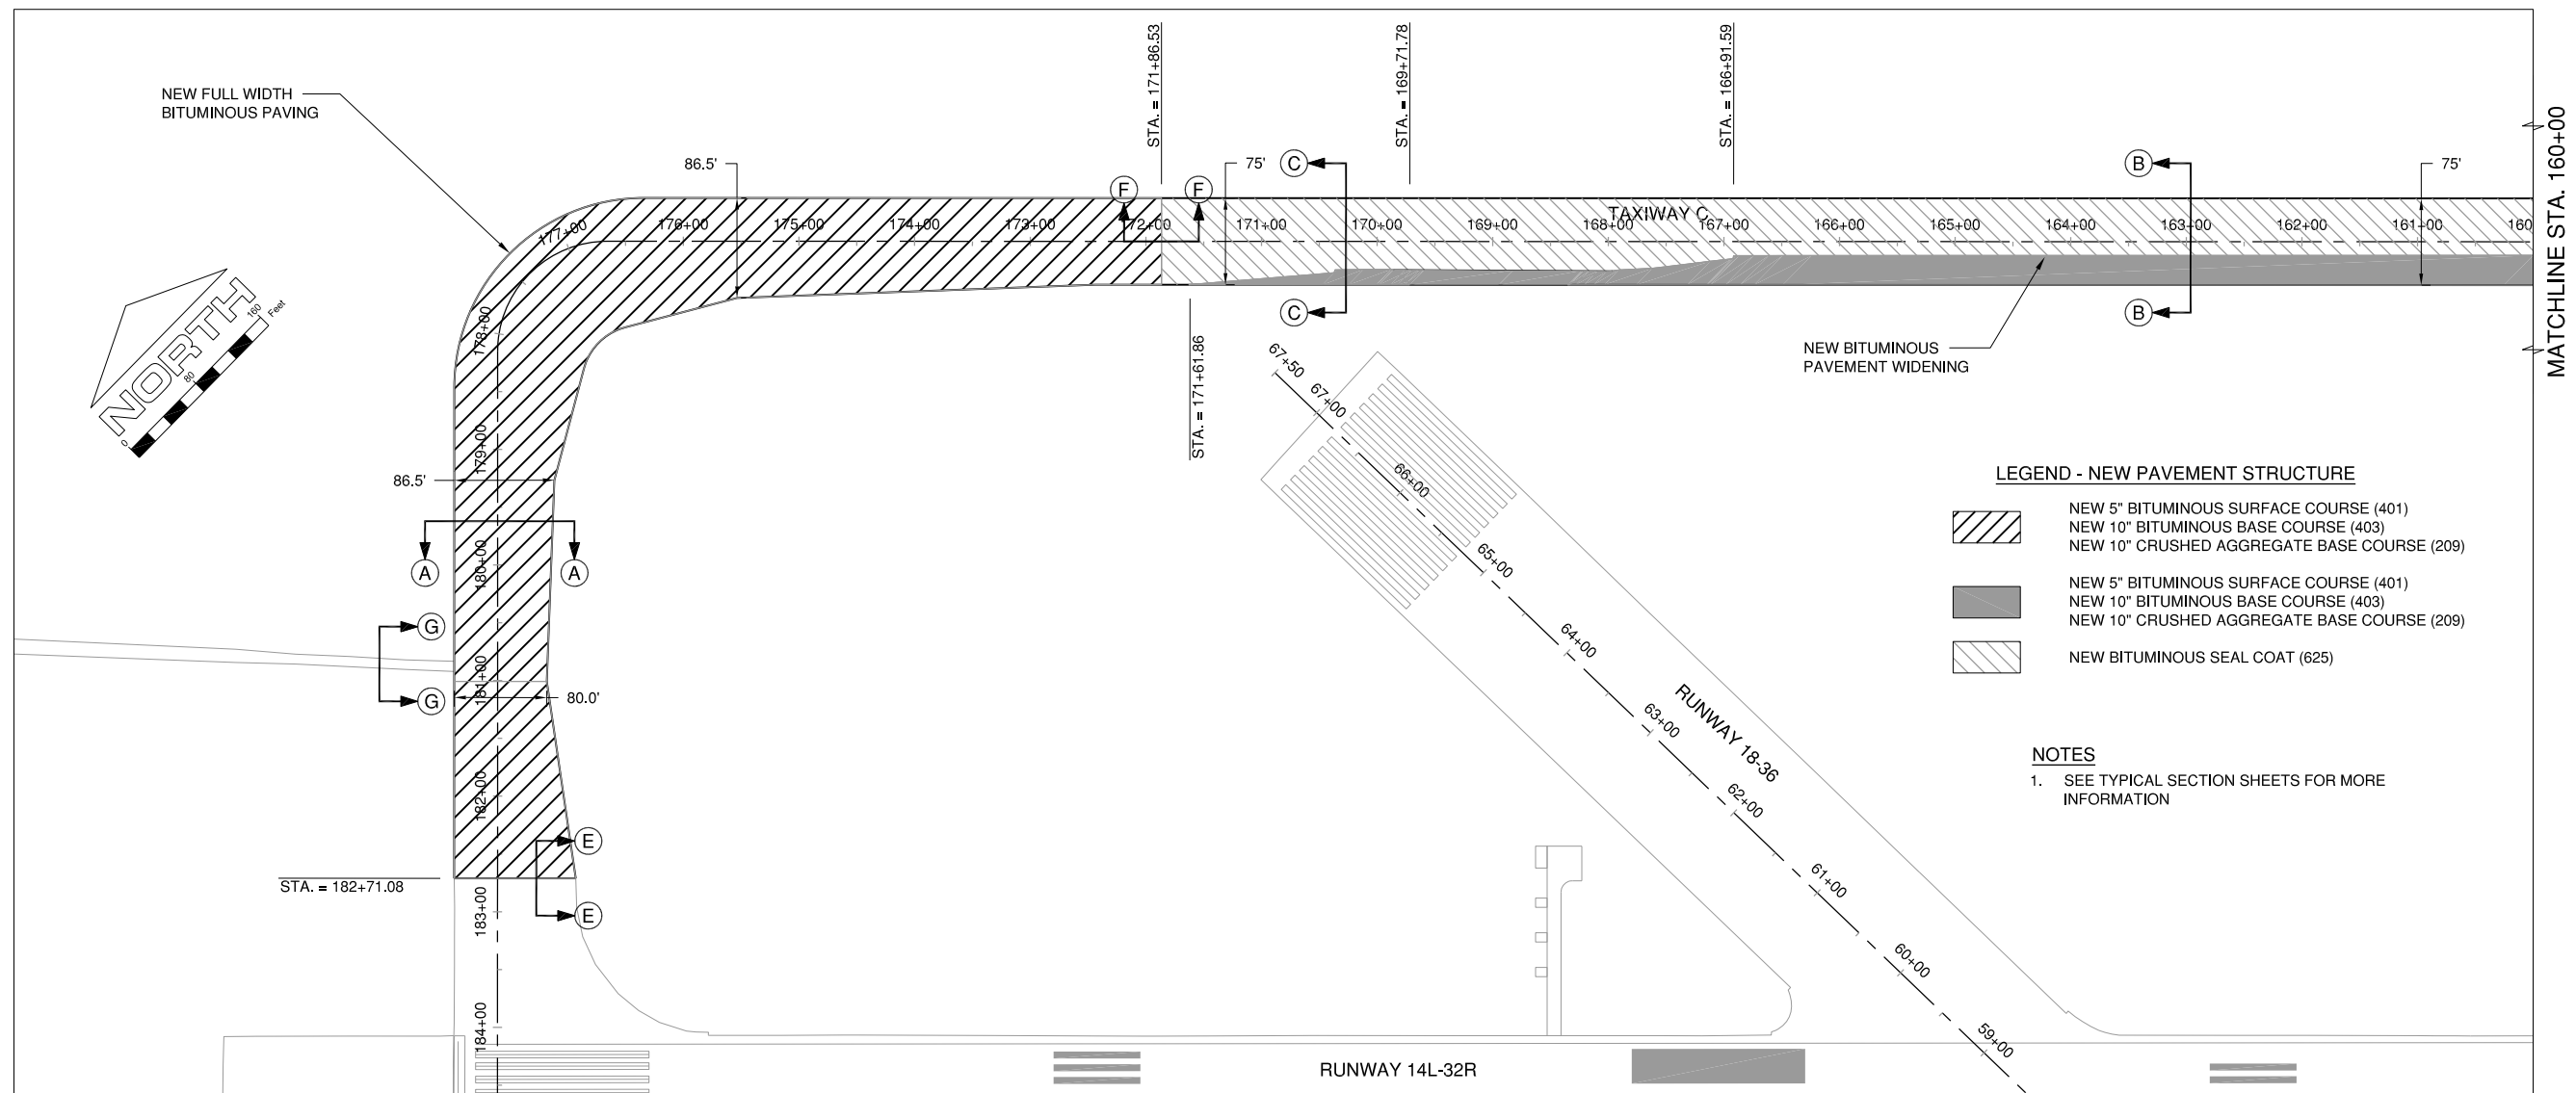 STA. = 171+86.53
STA. = 169+71.78
STA. = 166+91.59
MATCHLINE STA. 160+00
NEW FULL WIDTH
BITUMINOUS PAVING
86.5'
F
F
75'
C
B
75'
TAXIWAY C
177+00
176+00
175+00
174+00
173+00
172+00
171+00
170+00
169+00
168+00
167+00
166+00
165+00
164+00
163+00
162+00
161+00
160
C
B
NORTH
0
80
160
Feet
178+00
179+00
180+00
181+00
182+00
183+00
184+00
STA. = 171+61.86
NEW BITUMINOUS
PAVEMENT WIDENING
86.5'
A
A
G
G
80.0'
E
E
STA. = 182+71.08
67+50
67+00
66+00
65+00
64+00
63+00
62+00
61+00
60+00
59+00
RUNWAY 18-36
RUNWAY 14L-32R
LEGEND - NEW PAVEMENT STRUCTURE
NEW 5" BITUMINOUS SURFACE COURSE (401)
NEW 10" BITUMINOUS BASE COURSE (403)
NEW 10" CRUSHED AGGREGATE BASE COURSE (209)
NEW 5" BITUMINOUS SURFACE COURSE (401)
NEW 10" BITUMINOUS BASE COURSE (403)
NEW 10" CRUSHED AGGREGATE BASE COURSE (209)
NEW BITUMINOUS SEAL COAT (625)
NOTES
1. SEE TYPICAL SECTION SHEETS FOR MORE
INFORMATION